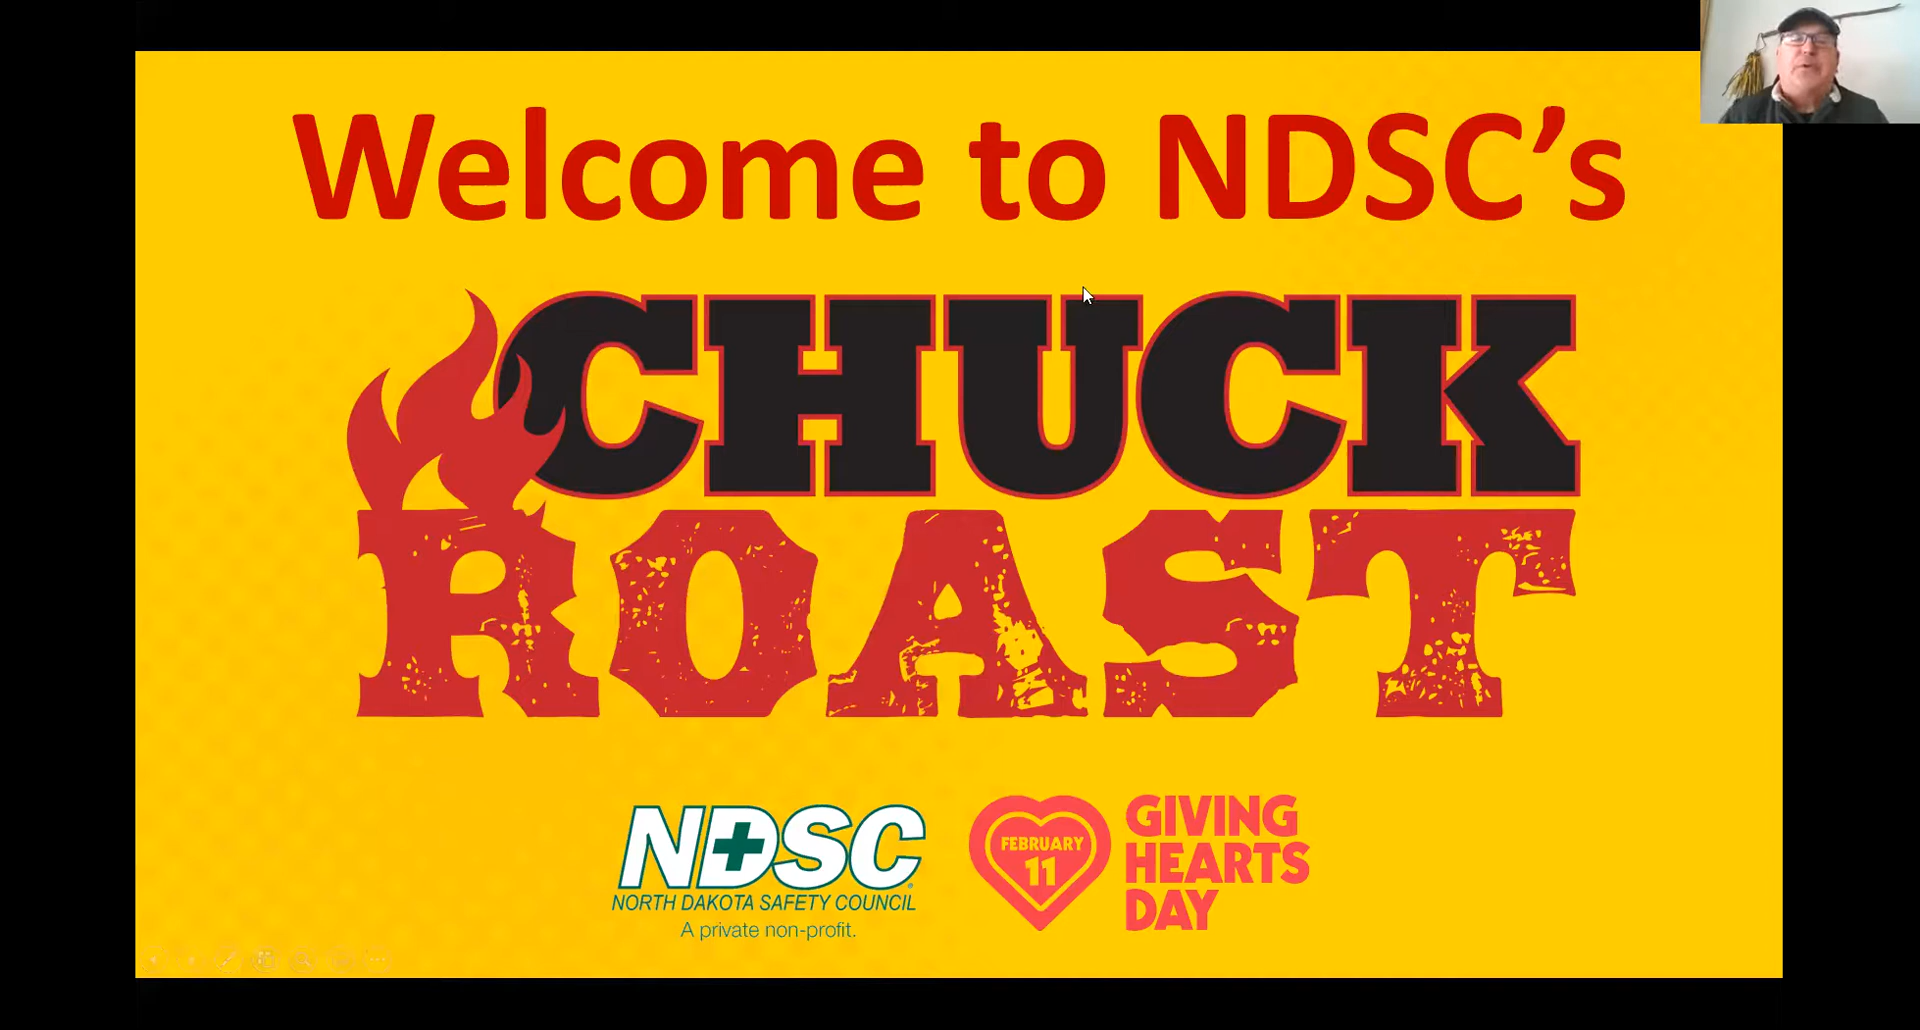 Welcome to NDSC’s
CHUCK
ROAST
NDSC
NORTH DAKOTA SAFETY COUNCIL
A private non-profit.
FEBRUARY
11
GIVING
HEARTS
DAY